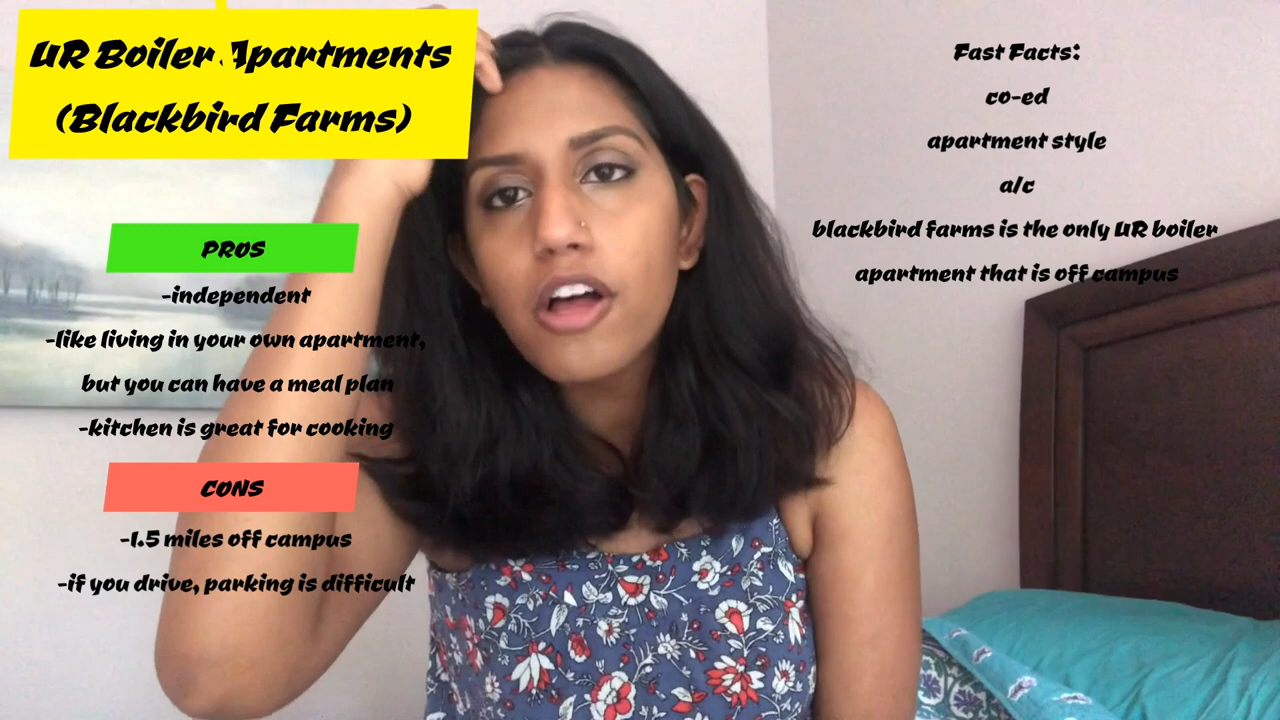 UR Boiler Apartments
(Blackbird Farms)
PROS
-independent
-like living in your own apartment,
but you can have a meal plan
-kitchen is great for cooking
CONS
-1.5 miles off campus
-if you drive, parking is difficult
Fast Facts:
co-ed
apartment style
a/c
blackbird farms is the only UR boiler
apartment that is off campus